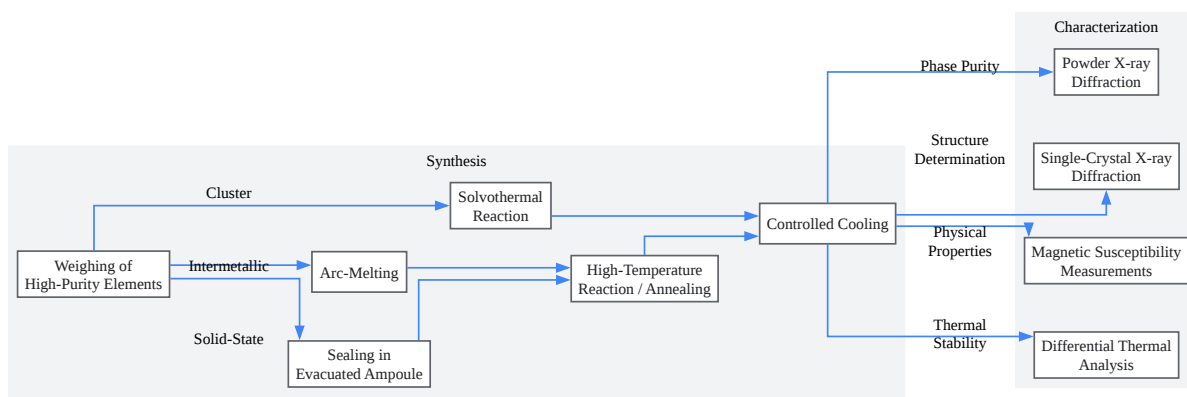 Characterization
Phase Purity
Powder X-ray
Diffraction
Structure
Determination
Single-Crystal X-ray
Diffraction
Synthesis
Cluster
Solvothermal
Reaction
Controlled Cooling
Physical
Properties
Magnetic Susceptibility
Measurements
Weighing of
High-Purity Elements
Intermetallic
Arc-Melting
High-Temperature
Reaction / Annealing
Solid-State
Sealing in
Evacuated Ampoule
Thermal
Stability
Differential Thermal
Analysis